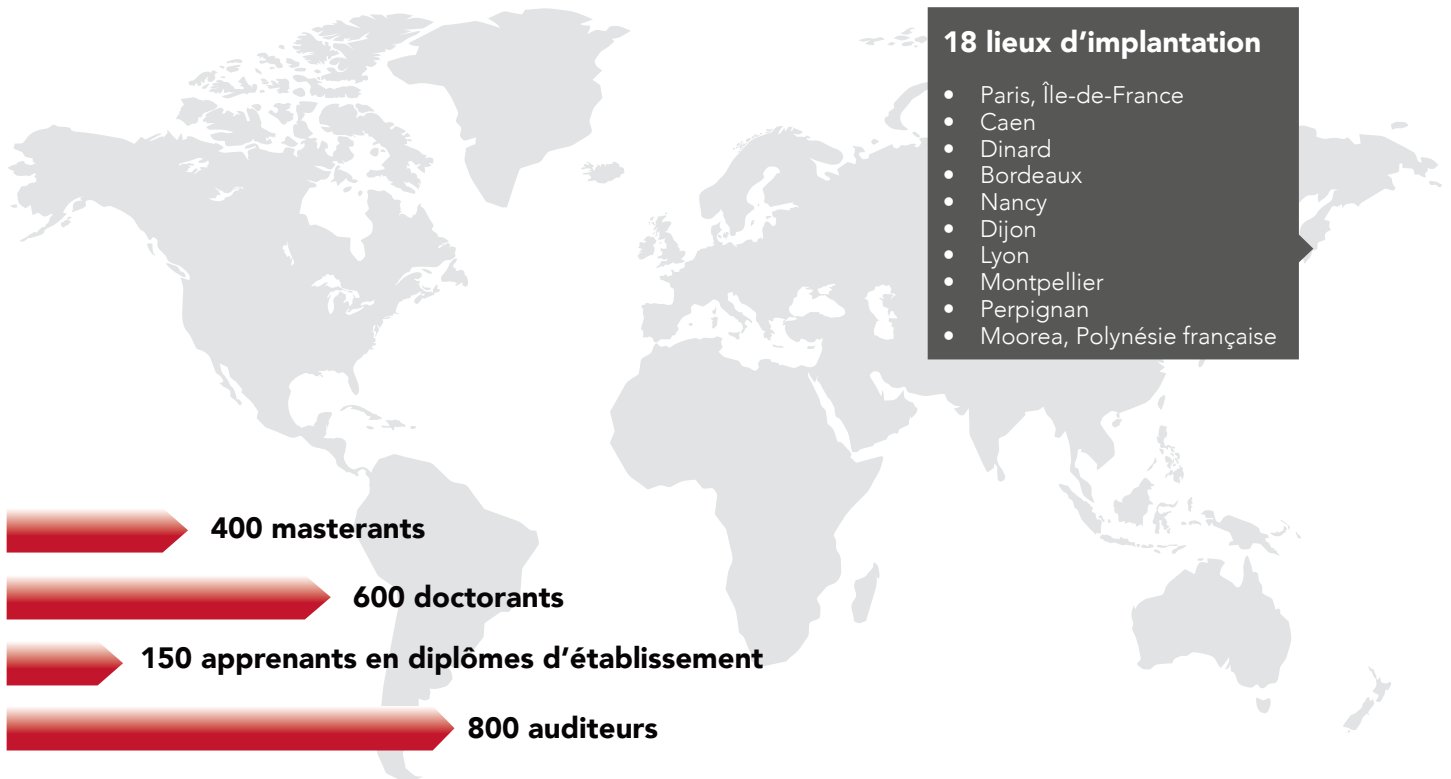 18 lieux d’implantation
• Paris, Île-de-France
• Caen
• Dinard
• Bordeaux
• Nancy
• Dijon
• Lyon
• Montpellier
• Perpignan
• Moorea, Polynésie française
400 masterants
600 doctorants
150 apprenants en diplômes d’établissement
800 auditeurs